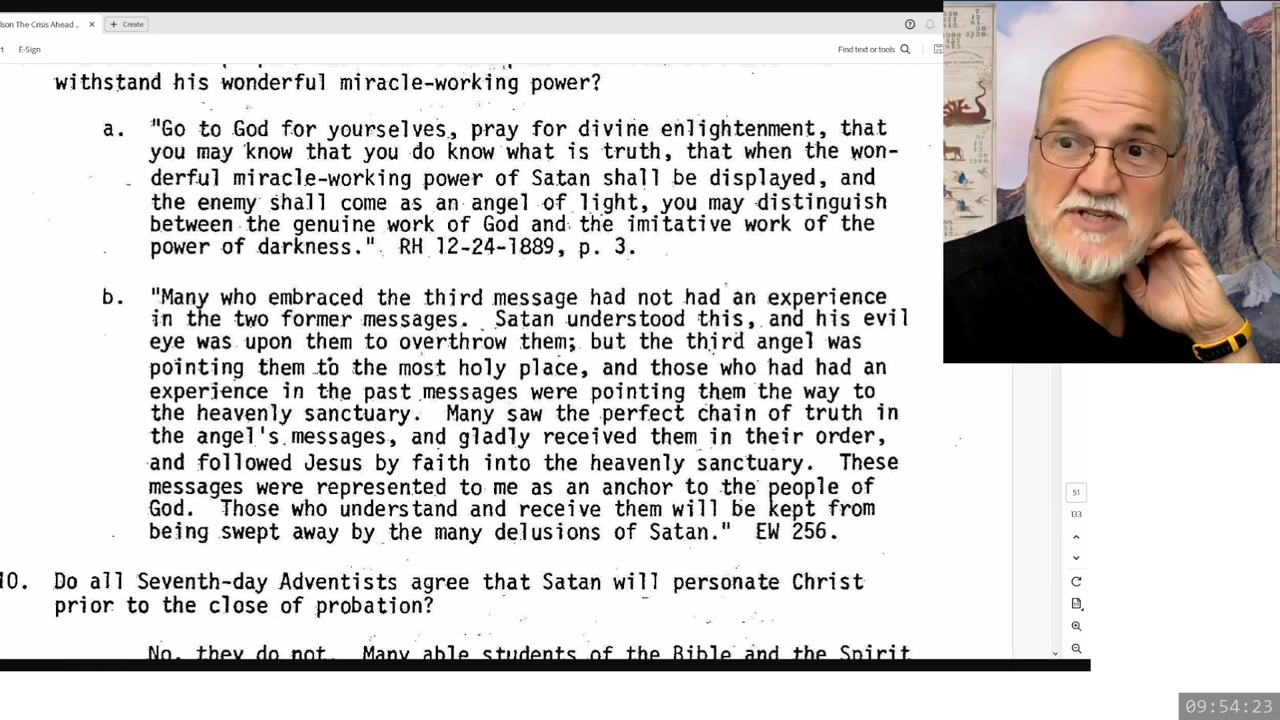 lson The Crisis Ahead ..
Create
E-Sign
Find text or tools
withstand his wonderful miracle-working power?
a. "Go to God for yourselves, pray for divine enlightenment, that
you may know that you do know what is truth, that when the won-
derful miracle-working power of Satan shall be displayed, and
the enemy shall come as an angel of light, you may distinguish
between the genuine work of God and the imitative work of the
power of darkness." RH 12-24-1889, p. 3.
b. "Many who embraced the third message had not had an experience
in the two former messages. Satan understood this, and his evil
eye was upon them to overthrow them; but the third angel was
pointing them to the most holy place, and those who had had an
experience in the past messages were pointing them the way to
the heavenly sanctuary. Many saw the perfect chain of truth in
the angel's messages, and gladly received them in their order,
and followed Jesus by faith into the heavenly sanctuary. These
messages were represented to me as an anchor to the people of
God. Those who understand and receive them will be kept from
being swept away by the many delusions of Satan." EW 256.
10. Do all Seventh-day Adventists agree that Satan will personate Christ
prior to the close of probation?
No, they do not. Many able students of the Bible and the Spirit
51
133
09:54:23